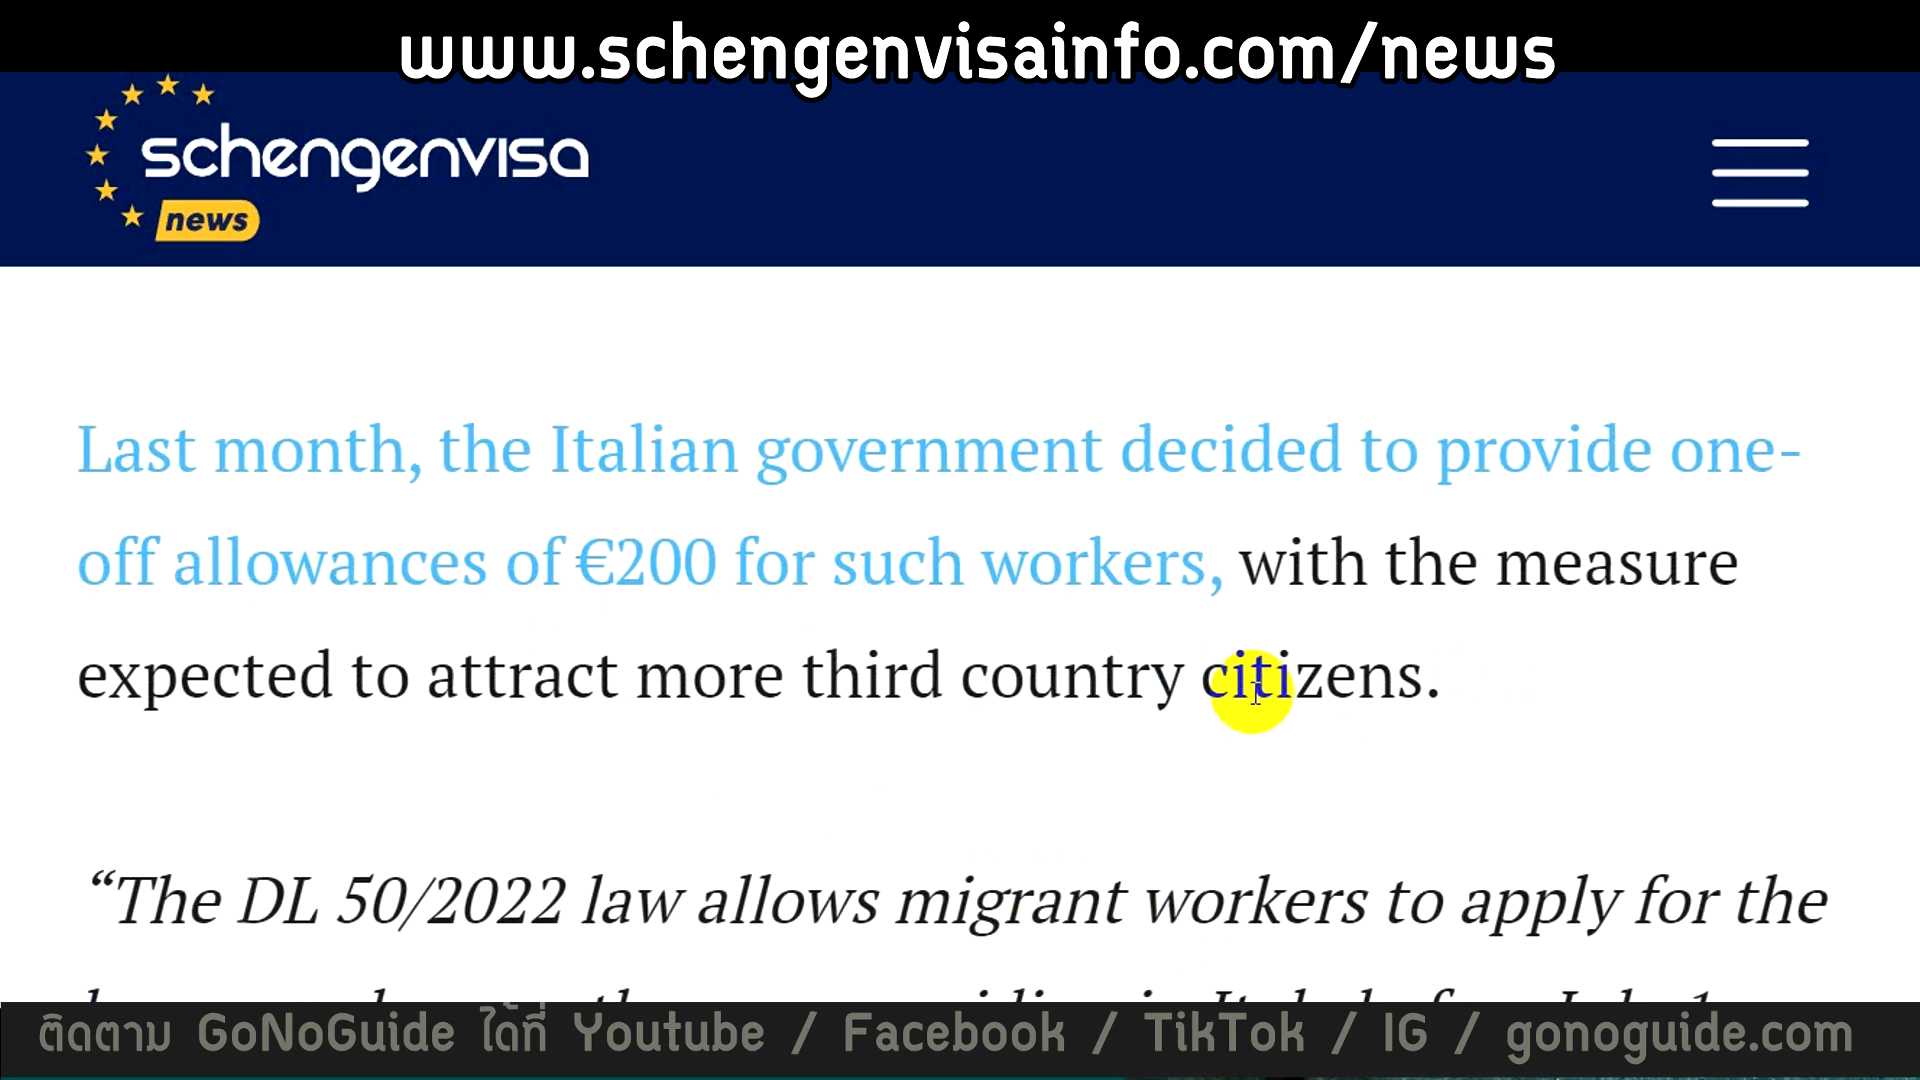 www.schengenvisainfo.com/news
schengenvisa
news
Last month, the Italian government decided to provide one-
off allowances of €200 for such workers, with the measure
expected to attract more third country citizens.
“The DL 50/2022 law allows migrant workers to apply for the
ติดตาม GoNoGuide ได้ที่ Youtube / Facebook / TikTok / IG / gonoguide.com